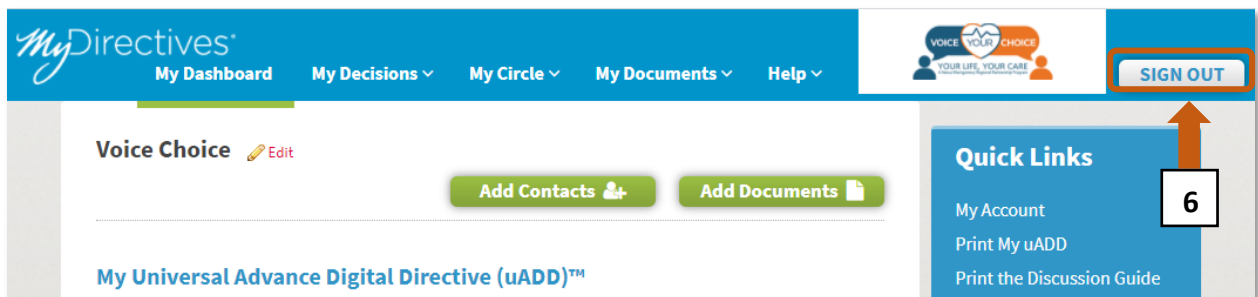 MyDirectives®
My Dashboard My Decisions My Circle My Documents Help
VOICE YOUR CHOICE
YOUR LIFE, YOUR CARE
SIGN OUT
Voice Choice Edit
Add Contacts Add Documents
My Universal Advance Digital Directive (uADD)™
Quick Links
6
My Account
Print My uADD
Print the Discussion Guide